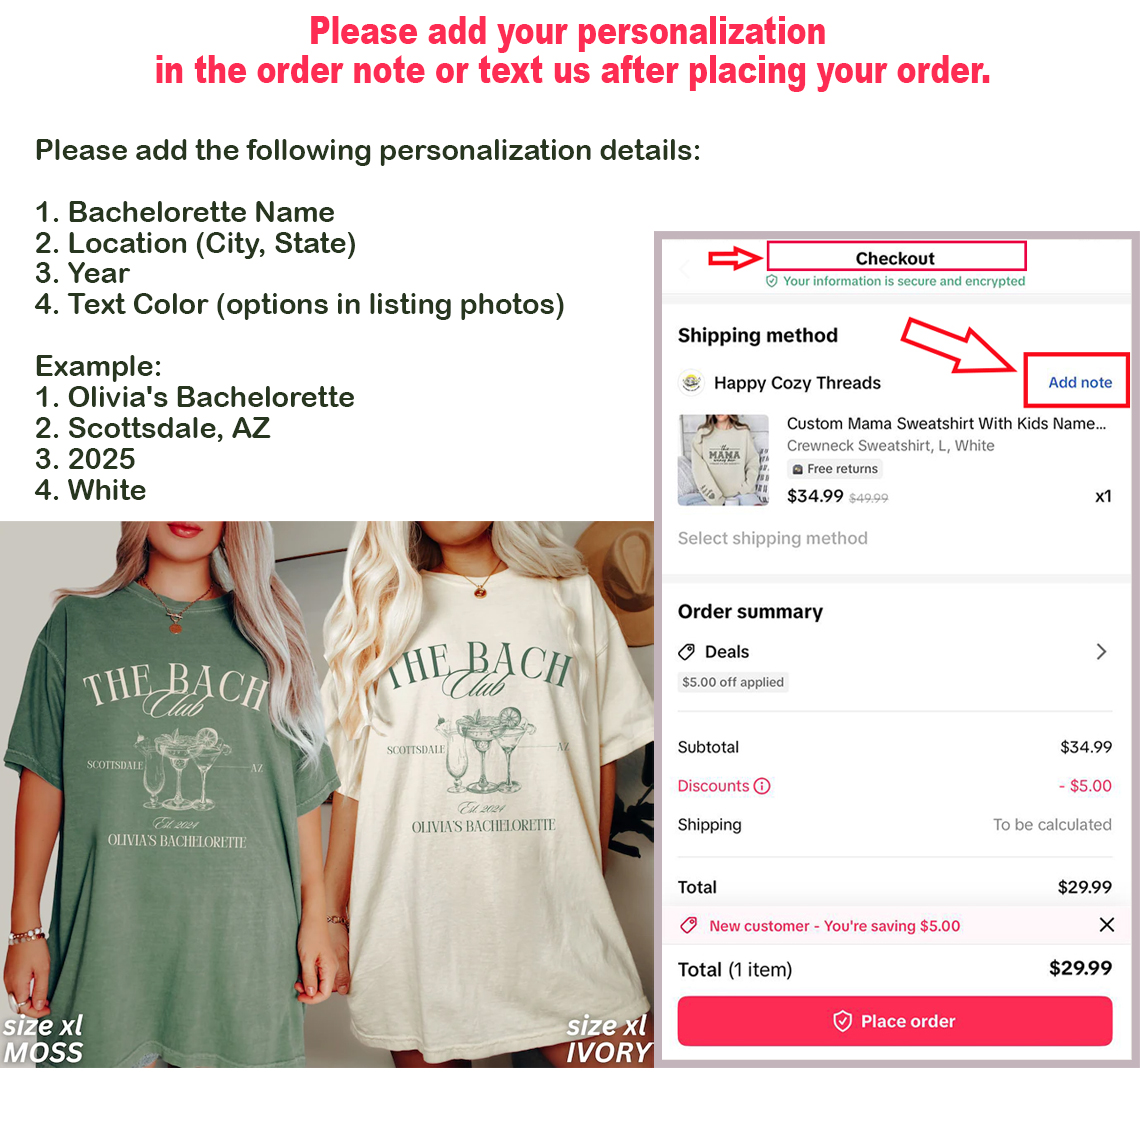 Please add your personalization
in the order note or text us after placing your order.
Please add the following personalization details:
1. Bachelorette Name
2. Location (City, State)
3. Year
4. Text Color (options in listing photos)
Example:
1. Olivia's Bachelorette
2. Scottsdale, AZ
3. 2025
4. White
Checkout
Your information is secure and encrypted
Shipping method
Happy Cozy Threads
Add note
Custom Mama Sweatshirt With Kids Name...
Crewneck Sweatshirt, L, White
Free returns
$34.99 $49.99 x1
MAMA
Select shipping method
Order summary
Deals
$5.00 off applied
Subtotal $34.99
Discounts - $5.00
Shipping To be calculated
Total $29.99
New customer - You're saving $5.00
Total (1 item) $29.99
Place order
THE BACH
Club
SCOTTSDALE AZ
Est 2024
OLIVIA'S BACHELORETTE
size xl
MOSS
THE BACH
Club
SCOTTSDALE AZ
Est 2024
OLIVIA'S BACHELORETTE
size xl
IVORY